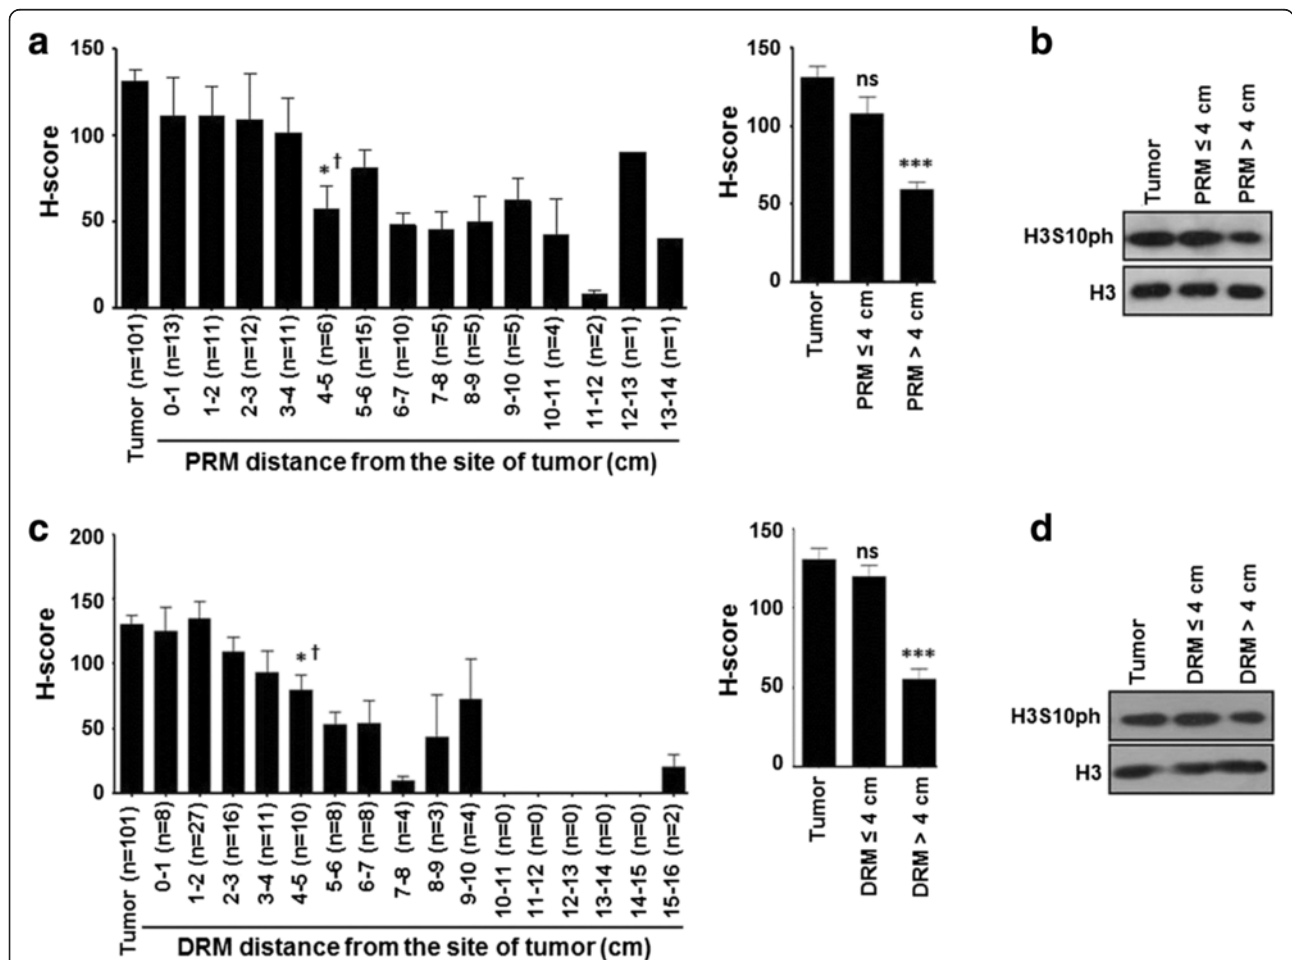 a
150
100
50
0
H-score
* †
Tumor (n=101)
0-1 (n=13)
1-2 (n=11)
2-3 (n=12)
3-4 (n=11)
4-5 (n=6)
5-6 (n=15)
6-7 (n=10)
7-8 (n=5)
8-9 (n=5)
9-10 (n=5)
10-11 (n=4)
11-12 (n=2)
12-13 (n=1)
13-14 (n=1)
PRM distance from the site of tumor (cm)
150
100
50
0
H-score
ns
***
Tumor
PRM ≤ 4 cm
PRM > 4 cm
b
Tumor
PRM ≤ 4 cm
PRM > 4 cm
H3S10ph
H3
c
200
150
100
50
0
H-score
* †
Tumor (n=101)
0-1 (n=8)
1-2 (n=27)
2-3 (n=16)
3-4 (n=11)
4-5 (n=10)
5-6 (n=8)
6-7 (n=8)
7-8 (n=4)
8-9 (n=3)
9-10 (n=4)
10-11 (n=0)
11-12 (n=0)
12-13 (n=0)
13-14 (n=0)
14-15 (n=0)
15-16 (n=2)
DRM distance from the site of tumor (cm)
150
100
50
0
H-score
ns
***
Tumor
DRM ≤ 4 cm
DRM > 4 cm
d
Tumor
DRM ≤ 4 cm
DRM > 4 cm
H3S10ph
H3